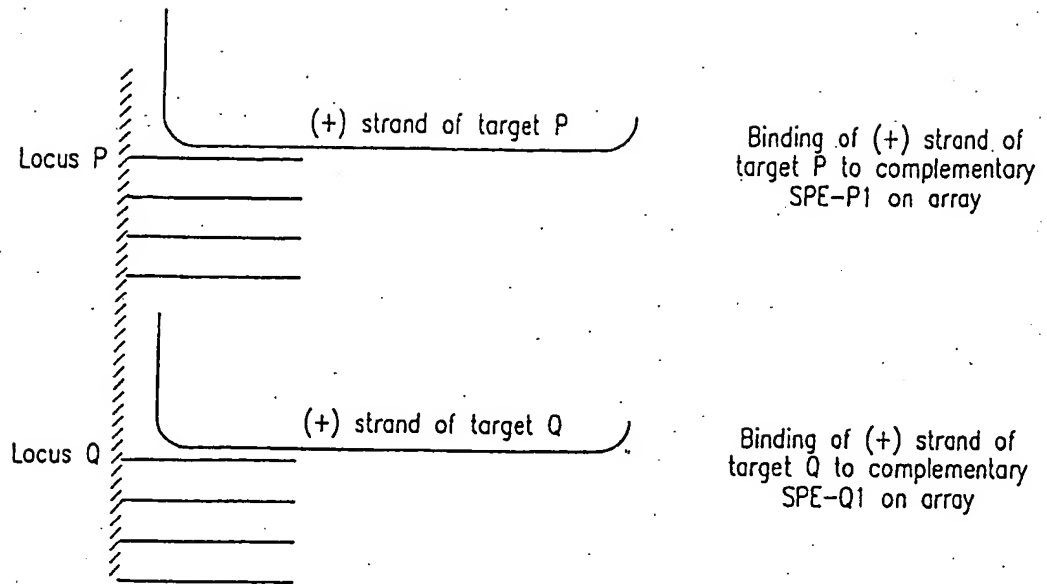 (+) strand of target P
Locus P
Binding of (+) strand of
target P to complementary
SPE-P1 on array
(+) strand of target Q
Locus Q
Binding of (+) strand of
target Q to complementary
SPE-Q1 on array